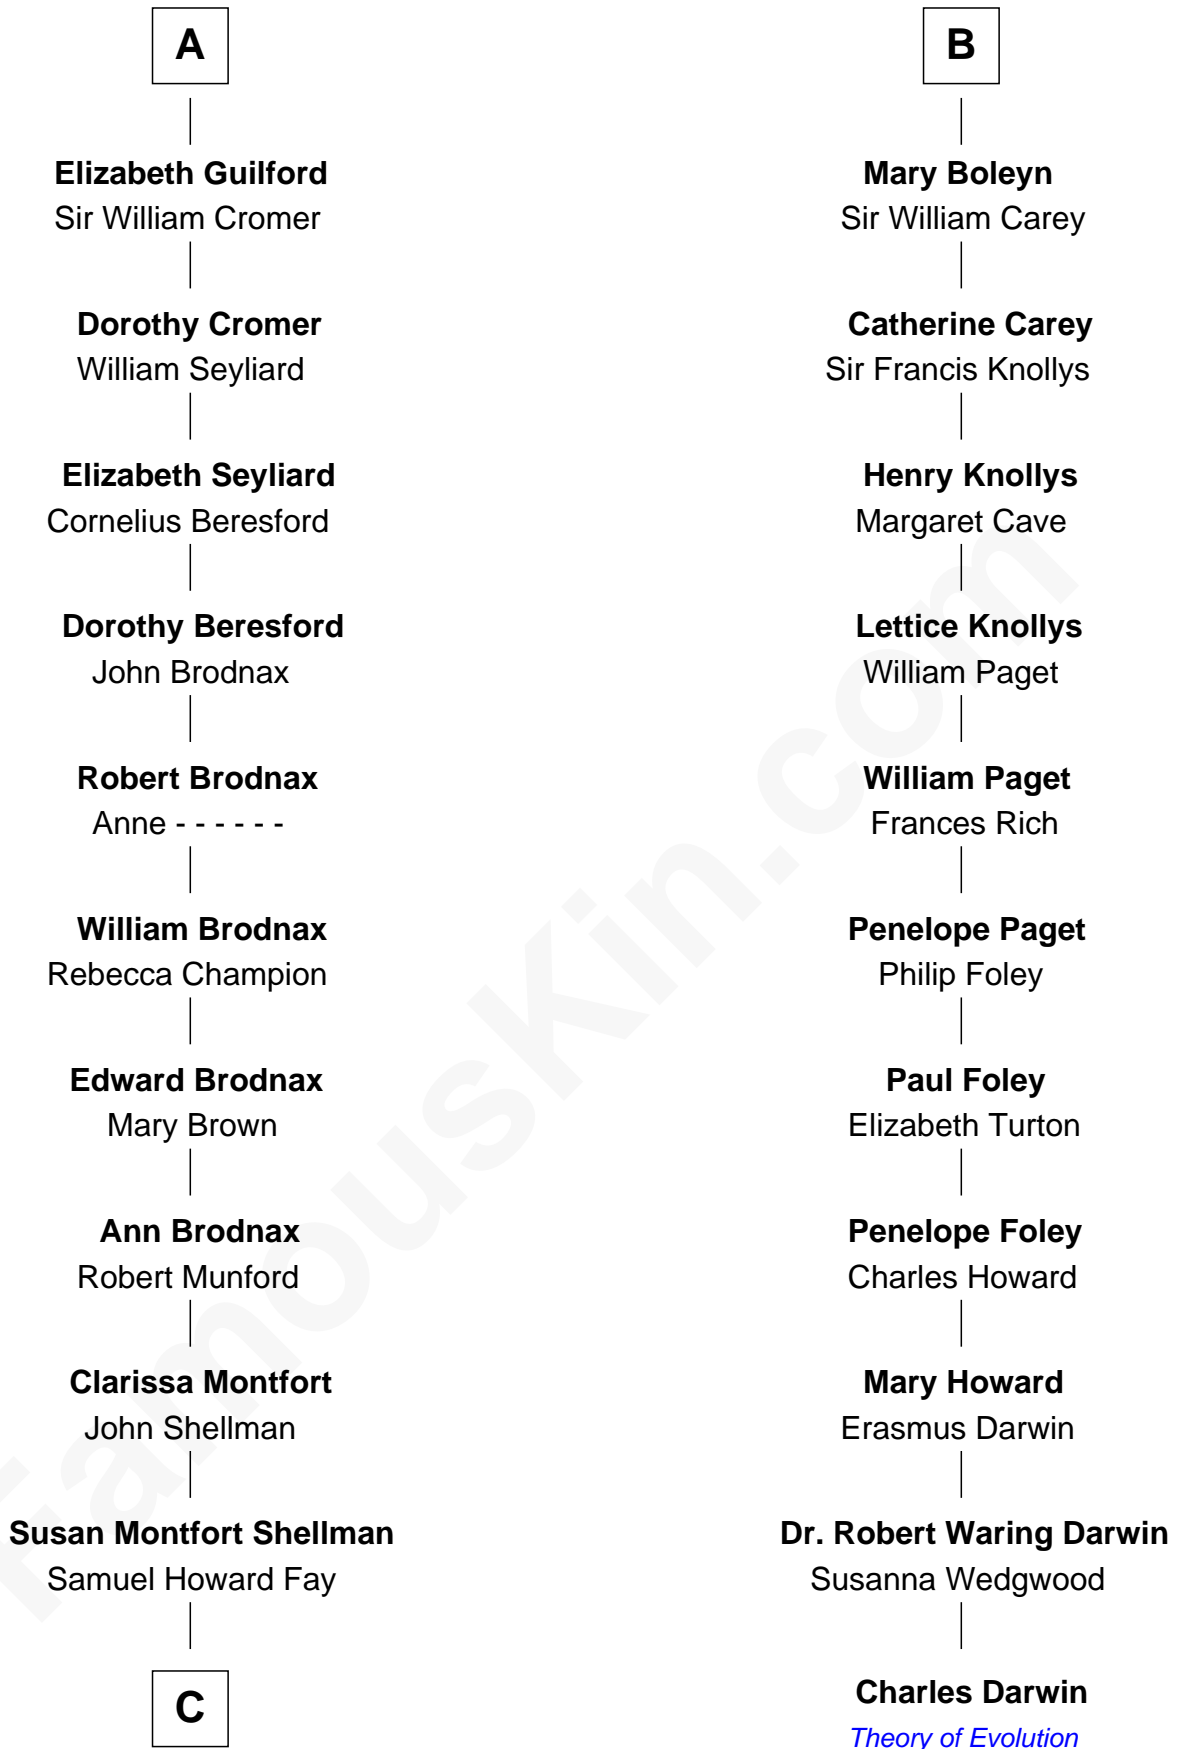 A
Elizabeth Guilford
Sir William Cromer
Dorothy Cromer
William Seyliard
Elizabeth Seyliard
Cornelius Beresford
Dorothy Beresford
John Brodnax
Robert Brodnax
Anne - - - - - -
William Brodnax
Rebecca Champion
Edward Brodnax
Mary Brown
Ann Brodnax
Robert Munford
Clarissa Montfort
John Shellman
Susan Montfort Shellman
Samuel Howard Fay
C
B
Mary Boleyn
Sir William Carey
Catherine Carey
Sir Francis Knollys
Henry Knollys
Margaret Cave
Lettice Knollys
William Paget
William Paget
Frances Rich
Penelope Paget
Philip Foley
Paul Foley
Elizabeth Turton
Penelope Foley
Charles Howard
Mary Howard
Erasmus Darwin
Dr. Robert Waring Darwin
Susanna Wedgwood
Charles Darwin
Theory of Evolution
FamousKin.com